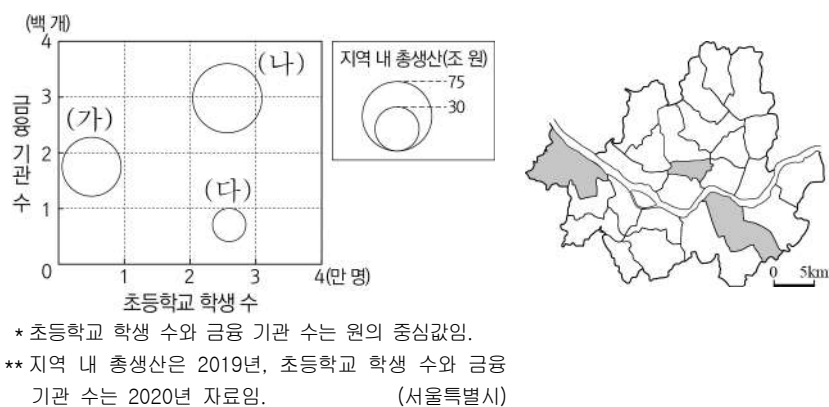 (백 개)
4
3
2
1
0
금융 기관 수
(가)
(나)
(다)
1
2
3
4(만 명)
초등학교 학생 수
지역 내 총생산(조 원)
75
30
0 5km
* 초등학교 학생 수와 금융 기관 수는 원의 중심값임.
** 지역 내 총생산은 2019년, 초등학교 학생 수와 금융
기관 수는 2020년 자료임. (서울특별시)